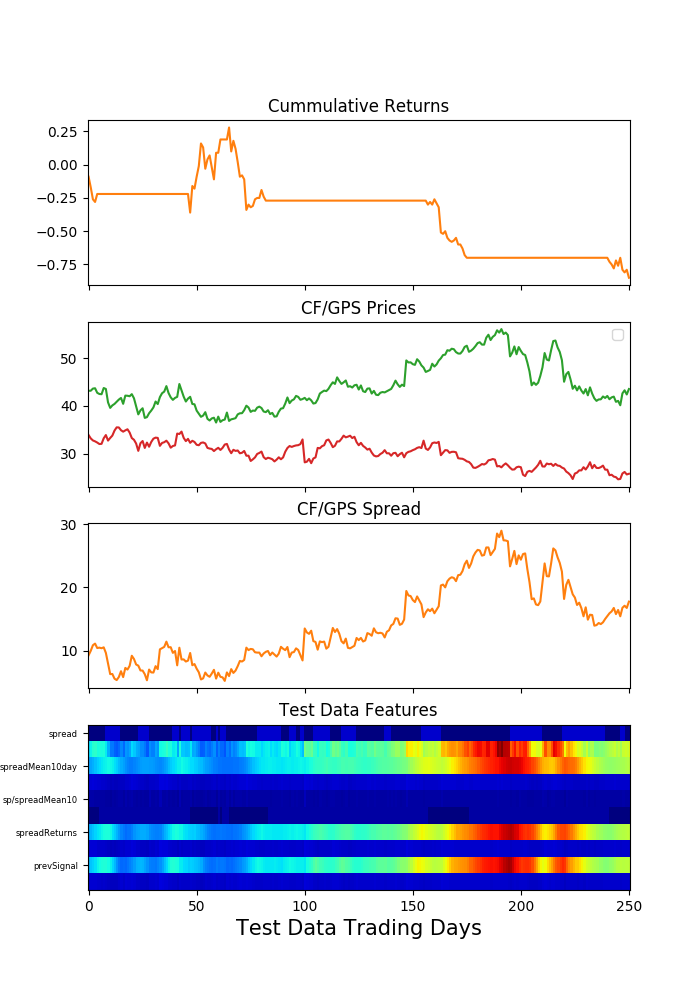 Cummulative Returns
0.25
0.00
−0.25
−0.50
−0.75
CF/GPS Prices
50
40
30
CF/GPS Spread
30
20
10
Test Data Features
spread
spreadMean10day
sp/spreadMean10
spreadReturns
prevSignal
0 50 100 150 200 250
Test Data Trading Days